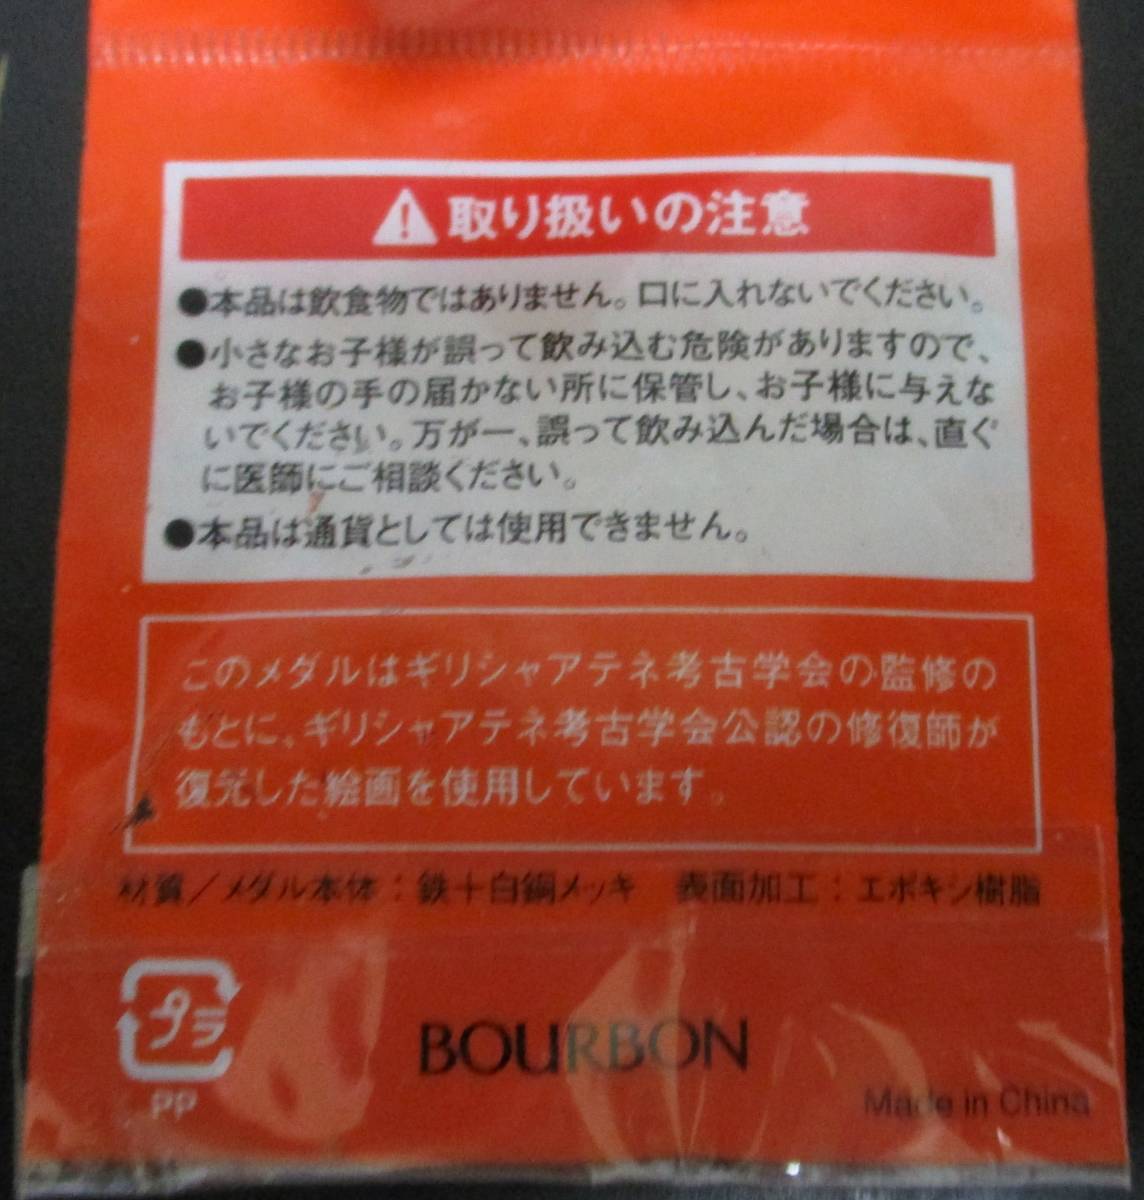 ⚠取り扱いの注意
●本品は飲食物ではありません。口に入れないでください。
●小さなお子様が誤って飲み込む危険がありますので、
お子様の手の届かない所に保管し、お子様に与えな
いでください。万が一、誤って飲み込んだ場合は、直ぐ
に医師にご相談ください。
●本品は通貨としては使用できません。
このメダルはギリシャアテネ考古学会の監修の
もとに、ギリシャアテネ考古学会公認の修復師が
復元した絵画を使用しています。
材質／メダル本体：鉄＋白銅メッキ　表面加工：エポキシ樹脂
プラ
PP
BOURBON
Made in China